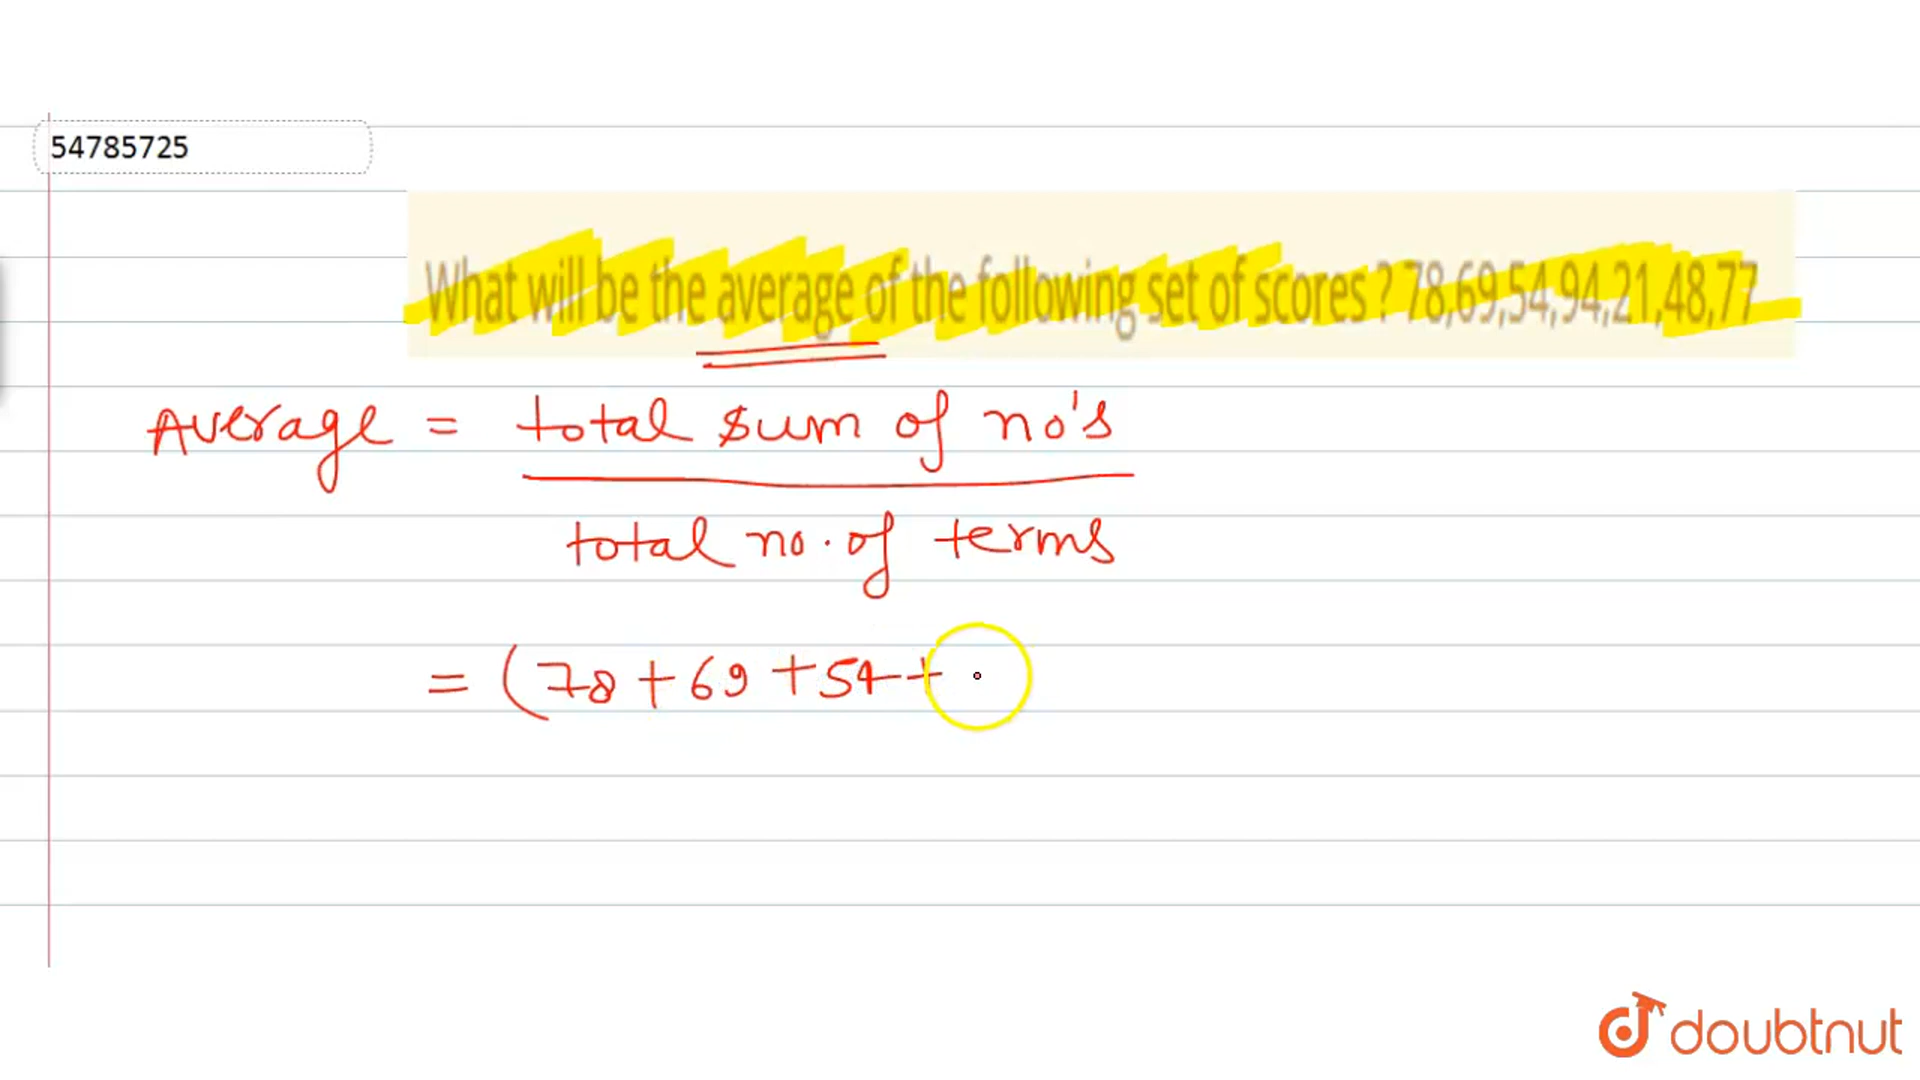 54785725
What will be the average of the following set of scores ? 78,69,54,94,21,48,77
Average = total sum of no's
total no. of terms
= (78 + 69 + 54 +
doubtnut